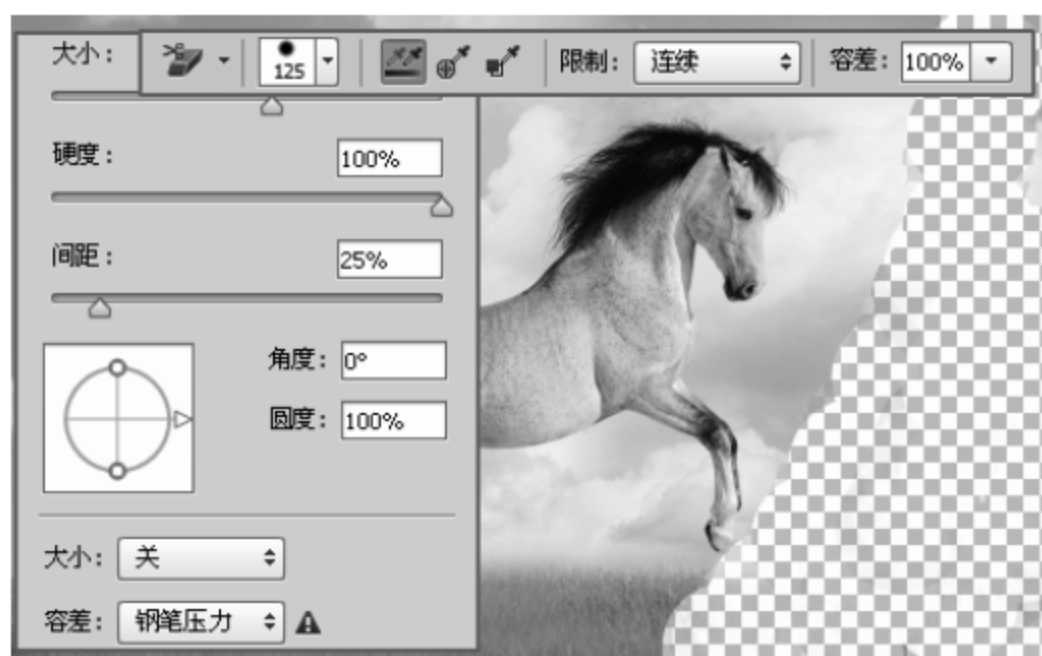 大小：
125
限制： 连续
容差： 100%
硬度： 100%
间距： 25%
角度： 0°
圆度： 100%
大小： 关
容差： 钢笔压力